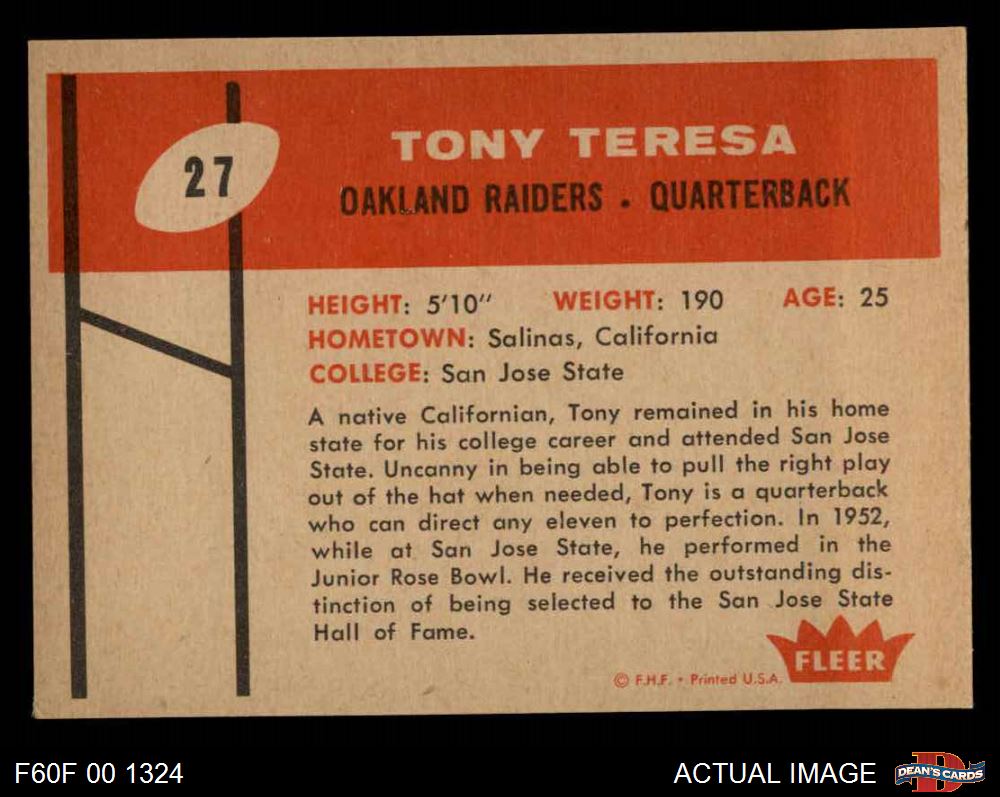 27
TONY TERESA
OAKLAND RAIDERS . QUARTERBACK
HEIGHT: 5'10" WEIGHT: 190 AGE: 25
HOMETOWN: Salinas, California
COLLEGE: San Jose State
A native Californian, Tony remained in his home
state for his college career and attended San Jose
State. Uncanny in being able to pull the right play
out of the hat when needed, Tony is a quarterback
who can direct any eleven to perfection. In 1952,
while at San Jose State, he performed in the
Junior Rose Bowl. He received the outstanding dis-
tinction of being selected to the San Jose State
Hall of Fame.
FLEER
© F.H.F. • Printed U.S.A.
F60F 00 1324
ACTUAL IMAGE
D
DEAN'S CARDS